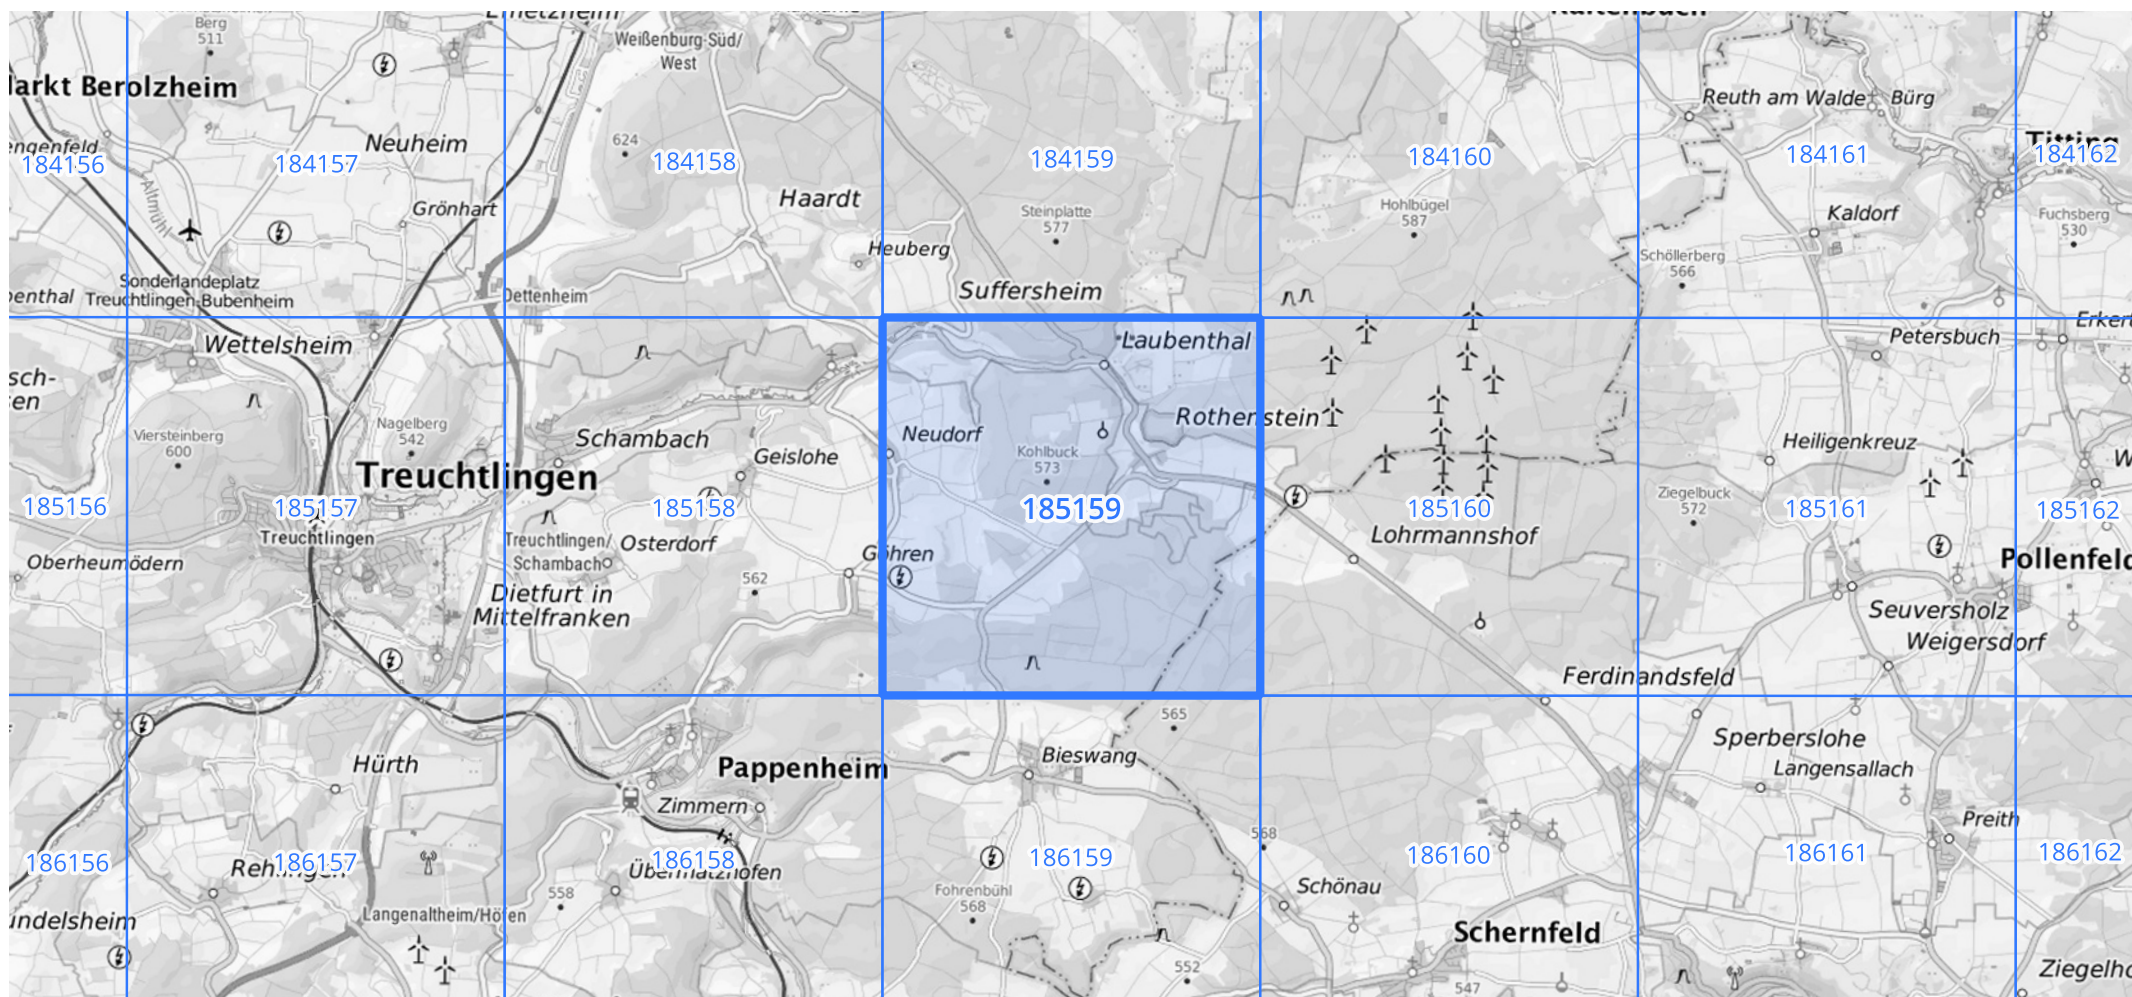 Berg
511
Markt Berolzheim
Neuheim
184156
184157
Altmühl
Grönhart
Sonderlandeplatz
Treuchtlingen-Bubenheim
Emetzheim
Weißenburg-Süd/
West
624
184158
Haardt
Dettenheim
184159
Steinplatte
577
Heuberg
Suffersheim
184160
Hohlbügel
587
Reuth am Walde
Bürg
184161
Kaldorf
Schöllerberg
566
Titting
184162
Fuchsberg
530
Wettelsheim
Viersteinberg
600
Nagelberg
542
Treuchtlingen
185156
185157
Treuchtlingen
Oberheumödern
Schambach
Geislohe
185158
Treuchtlingen/
Schambach
Osterdorf
562
Dietfurt in
Mittelfranken
Laubenthal
Rothenstein
Neudorf
Kohlbuck
573
185159
Göhren
185160
Lohrmannshof
Ferdinandsfeld
Petersbuch
Heiligenkreuz
Ziegelbuck
572
185161
185162
Pollenfeld
Seuversholz
Weigersdorf
Hürth
186156
186157
Langenaltheim/Höfen
Pappenheim
Zimmern
186158
Übermatzhofen
558
565
Bieswang
186159
Fohrenbühl
568
568
552
186160
Schönau
Schernfeld
547
Sperberslohe
Langensallach
Preith
186161
186162